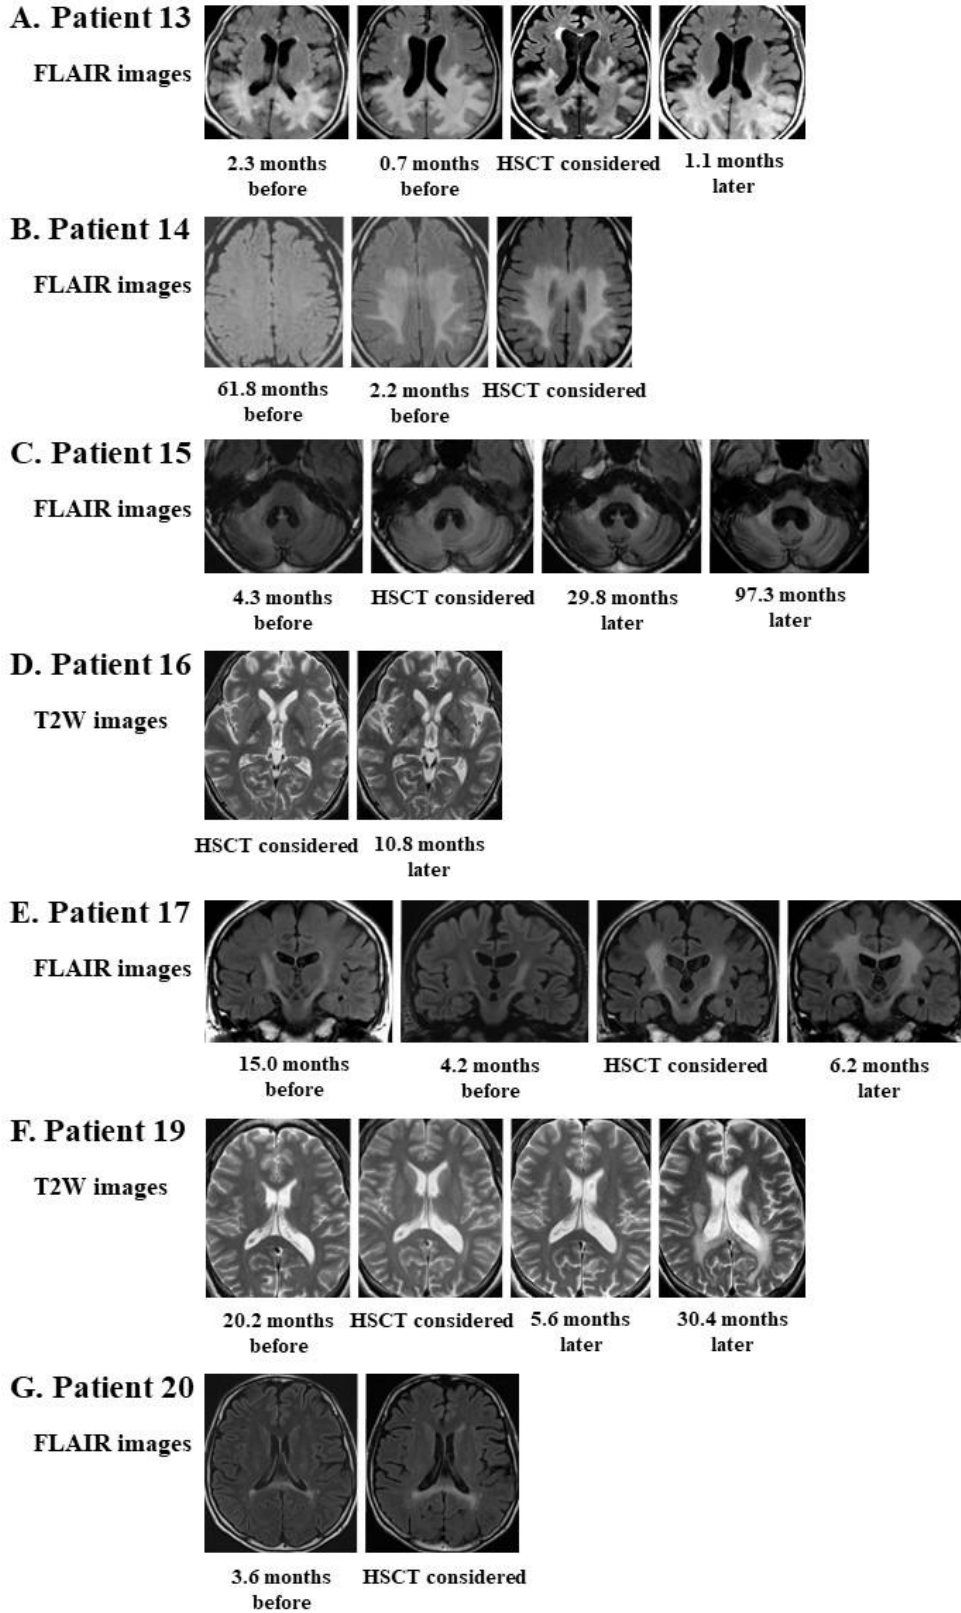 A. Patient 13
FLAIR images
2.3 months
before
0.7 months
before
HSCT considered
1.1 months
later
B. Patient 14
FLAIR images
61.8 months
before
2.2 months
before
HSCT considered
C. Patient 15
FLAIR images
4.3 months
before
HSCT considered
29.8 months
later
97.3 months
later
D. Patient 16
T2W images
HSCT considered
10.8 months
later
E. Patient 17
FLAIR images
15.0 months
before
4.2 months
before
HSCT considered
6.2 months
later
F. Patient 19
T2W images
20.2 months
before
HSCT considered
5.6 months
later
30.4 months
later
G. Patient 20
FLAIR images
3.6 months
before
HSCT considered